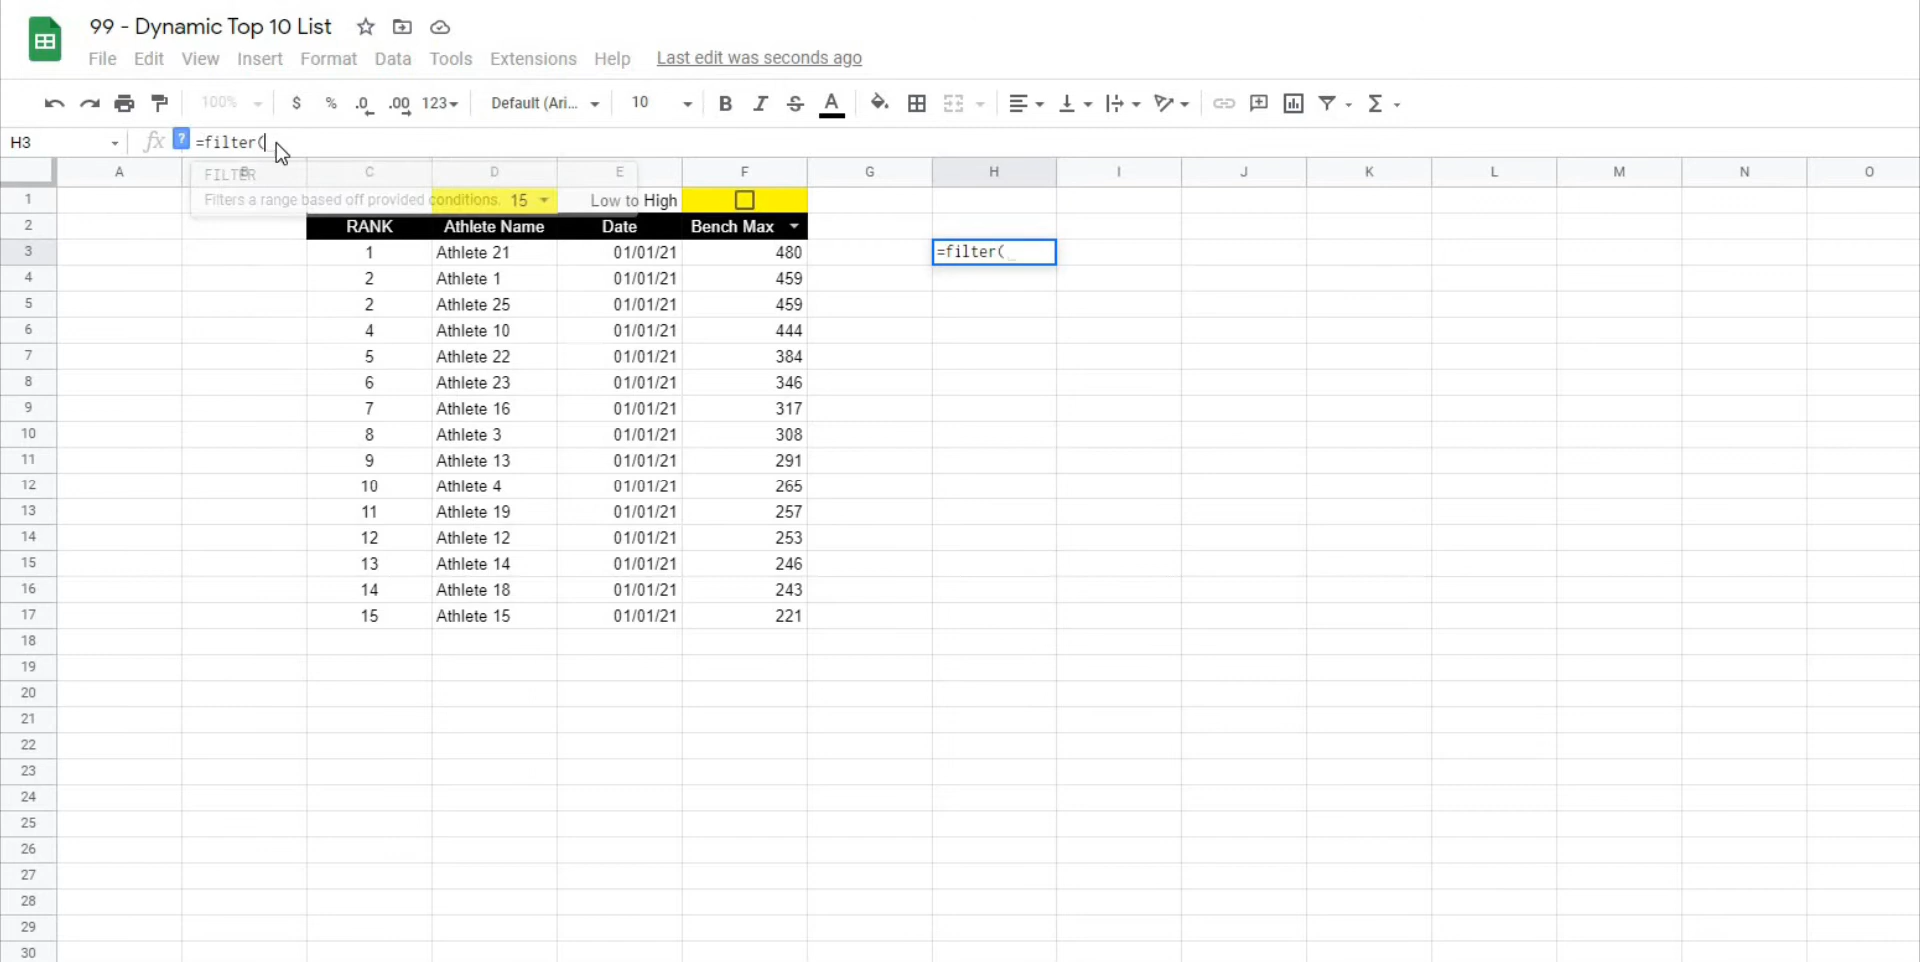 99 - Dynamic Top 10 List
File Edit View Insert Format Data Tools Extensions Help Last edit was seconds ago
100% $ % .0 .00 123 Default (Ari... 10 B I S A Σ
H3 fx ? =filter(
A B C D E F G H I J K L M N O
FILTER
Filters a range based off provided conditions.
1 15 Low to High
2 RANK Athlete Name Date Bench Max
3 1 Athlete 21 01/01/21 480 =filter(
4 2 Athlete 1 01/01/21 459
5 2 Athlete 25 01/01/21 459
6 4 Athlete 10 01/01/21 444
7 5 Athlete 22 01/01/21 384
8 6 Athlete 23 01/01/21 346
9 7 Athlete 16 01/01/21 317
10 8 Athlete 3 01/01/21 308
11 9 Athlete 13 01/01/21 291
12 10 Athlete 4 01/01/21 265
13 11 Athlete 19 01/01/21 257
14 12 Athlete 12 01/01/21 253
15 13 Athlete 14 01/01/21 246
16 14 Athlete 18 01/01/21 243
17 15 Athlete 15 01/01/21 221
18
19
20
21
22
23
24
25
26
27
28
29
30